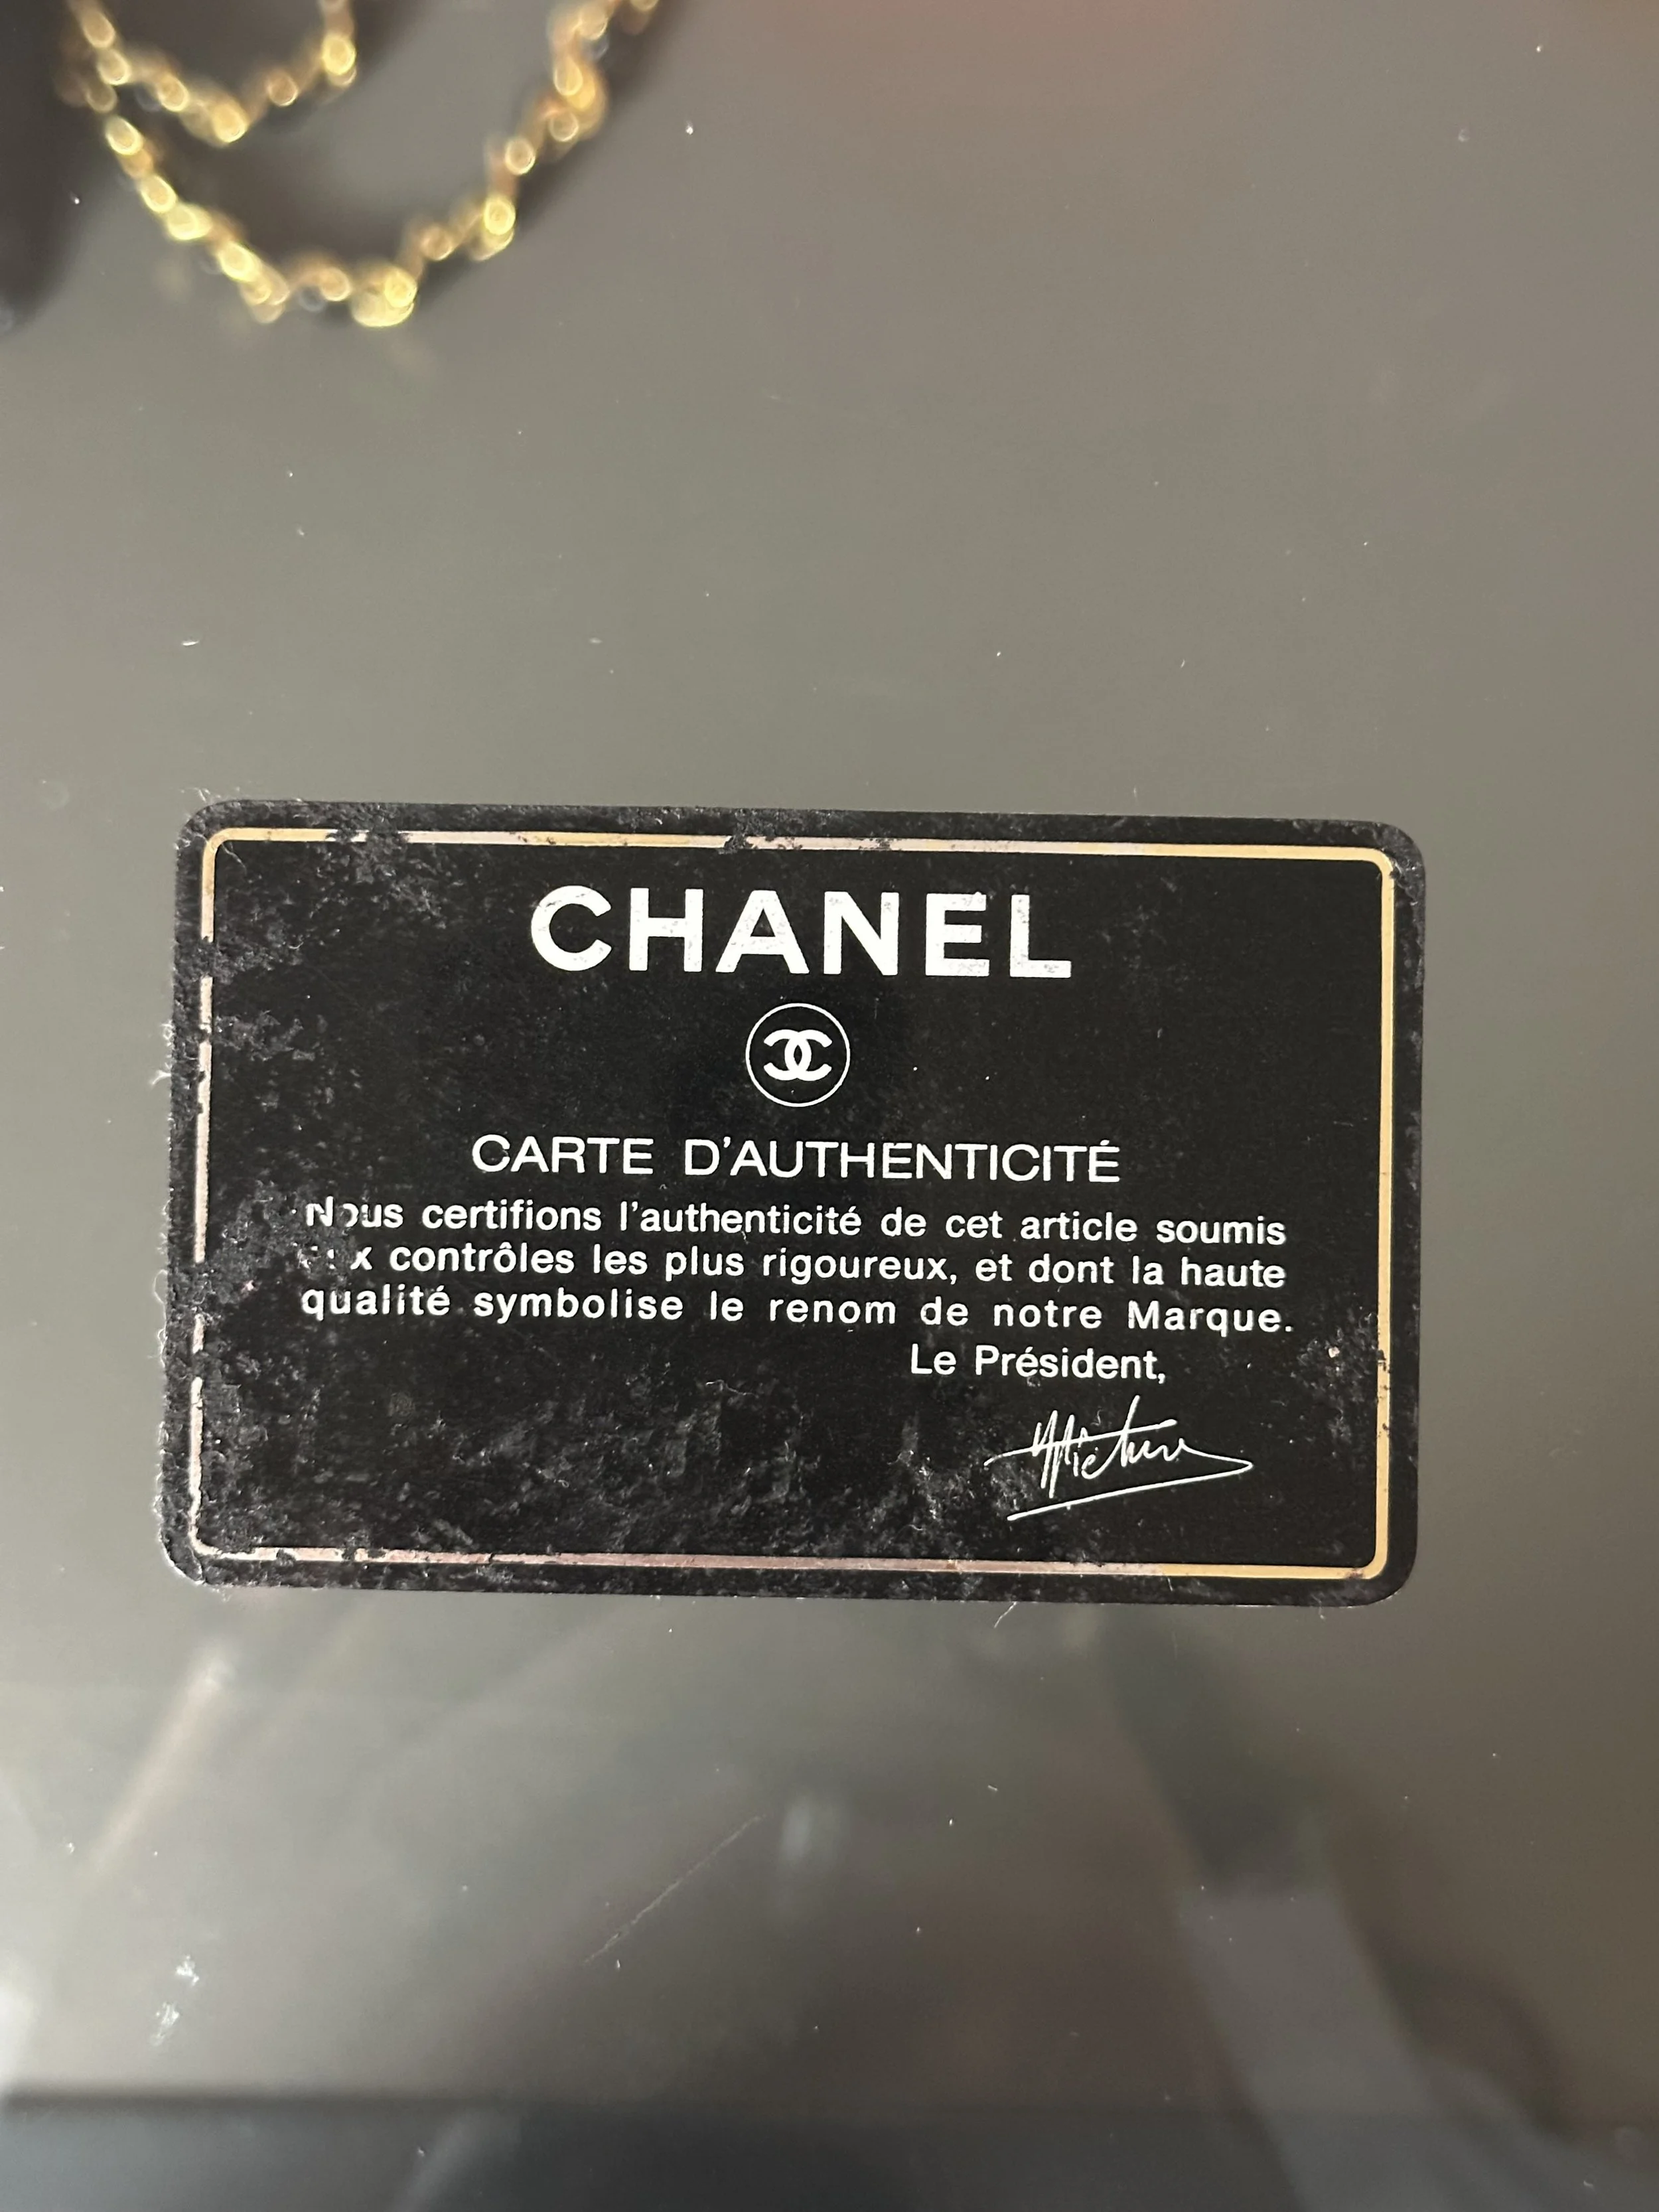 CHANEL
CARTE D'AUTHENTICITÉ
Nous certifions l'authenticité de cet article soumis
contrôles les plus rigoureux, et dont la haute
qualité symbolise le renom de notre Marque.
Le Président,